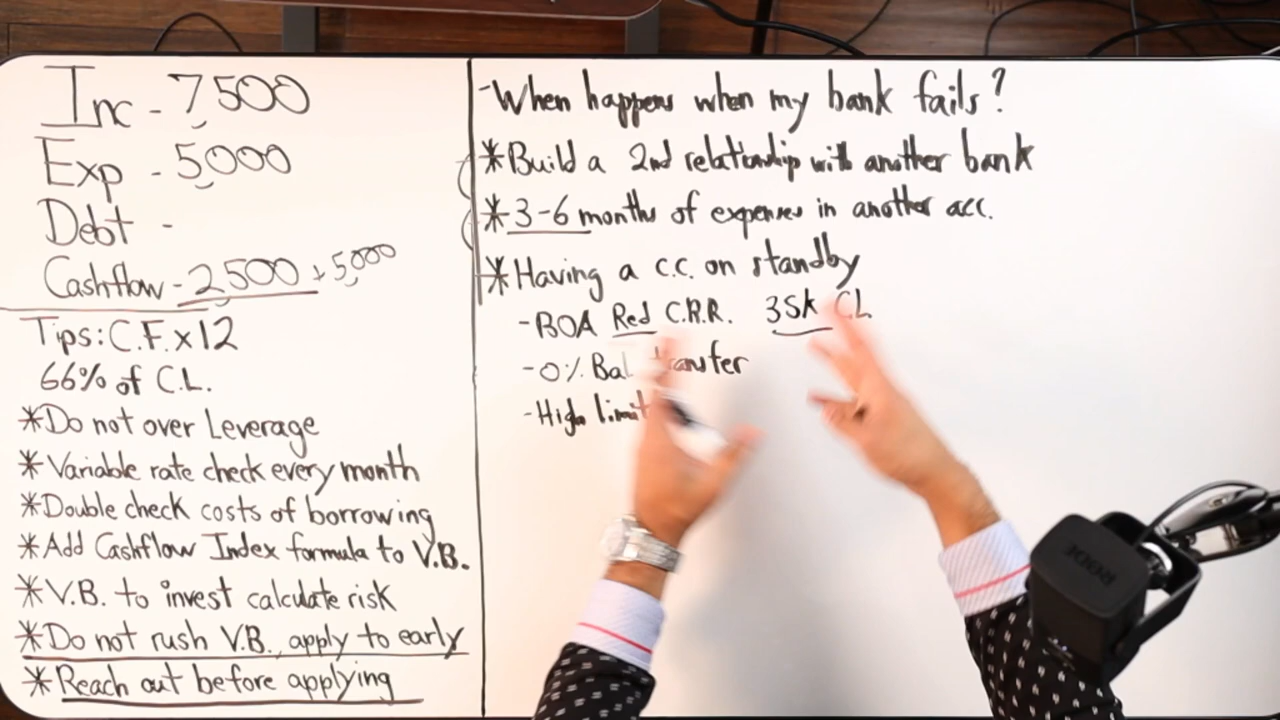 Inc - 7,500
Exp - 5,000
Debt -
Cashflow - 2,500 + 5,000
Tips: C.F. x 12
66% of C.L.
*Do not over Leverage
*Variable rate check every month
*Double check costs of borrowing
*Add Cashflow Index formula to V.B.
*V.B. to invest calculate risk
*Do not rush V.B., apply to early
*Reach out before applying
-When happens when my bank fails?
*Build a 2nd relationship with another bank
*3-6 months of expenses in another acc.
*Having a c.c. on standby
-BOA Red C.R.R. 35k CL
-0% Bal transfer
-High limit
RODE